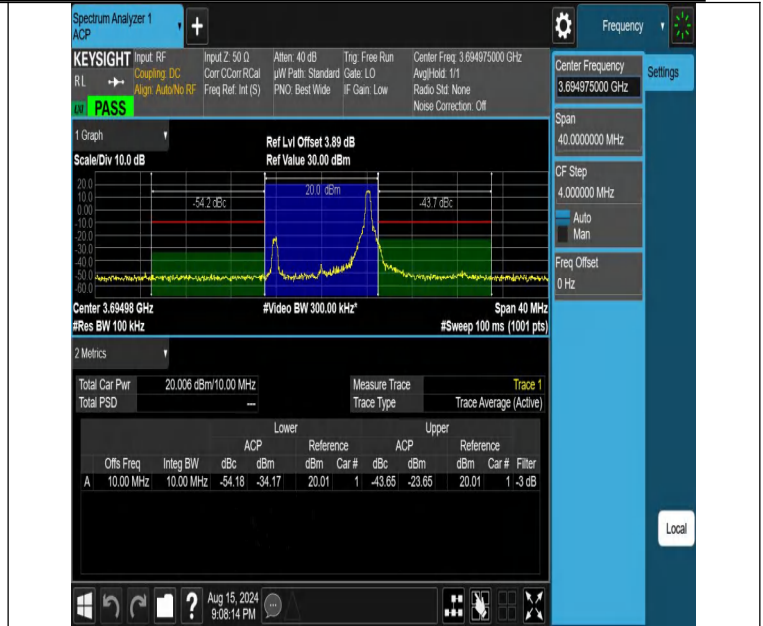 Spectrum Analyzer 1
ACP
Frequency
KEYSIGHT
RL
PASS
Input: RF
Coupling: DC
Align: Auto/No RF
Input Z: 50 Ω
Corr CCorr RCal
Freq Ref: Int (S)
Atten: 40 dB
µW Path: Standard
PNO: Best Wide
Trig: Free Run
Gate: LO
IF Gain: Low
Center Freq: 3.694975000 GHz
Avg|Hold: 1/1
Radio Std: None
Noise Correction: Off
1 Graph
Scale/Div 10.0 dB
Ref Lvl Offset 3.89 dB
Ref Value 30.00 dBm
20.0
10.0
0.00
-10.0
-20.0
-30.0
-40.0
-50.0
-60.0
-54.2 dBc
20.0 dBm
-43.7 dBc
Center 3.69498 GHz
#Video BW 300.00 kHz*
Span 40 MHz
#Res BW 100 kHz
#Sweep 100 ms (1001 pts)
2 Metrics
Total Car Pwr 20.006 dBm/10.00 MHz
Total PSD ---
Measure Trace Trace 1
Trace Type Trace Average (Active)
Lower Upper
ACP Reference ACP Reference
Offs Freq Integ BW dBc dBm dBm Car # dBc dBm dBm Car # Filter
A 10.00 MHz 10.00 MHz -54.18 -34.17 20.01 1 -43.65 -23.65 20.01 1 -3 dB
Aug 15, 2024
9:08:14 PM
Center Frequency
3.694975000 GHz
Settings
Span
40.0000000 MHz
CF Step
4.000000 MHz
Auto
Man
Freq Offset
0 Hz
Local